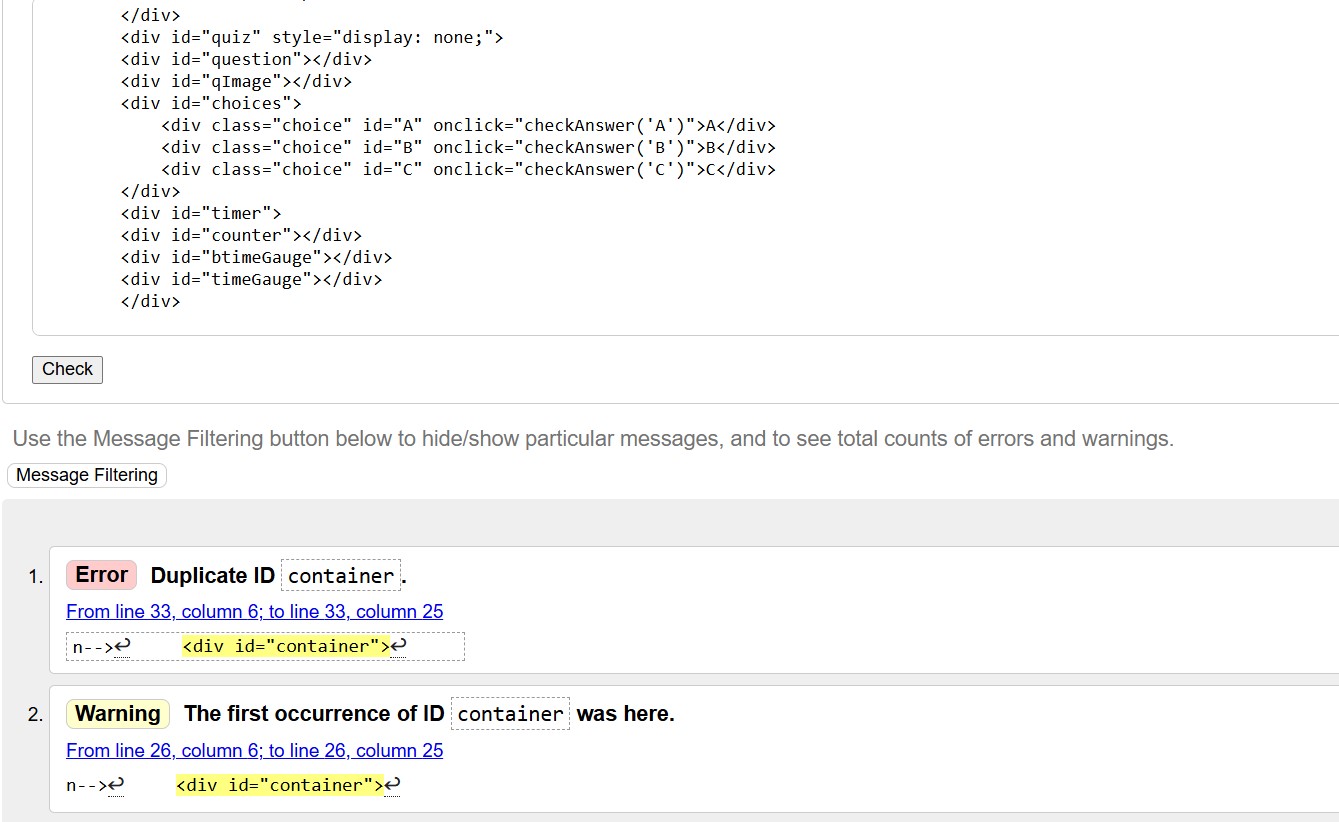 </div>
<div id="quiz" style="display: none;">
<div id="question"></div>
<div id="qImage"></div>
<div id="choices">
<div class="choice" id="A" onclick="checkAnswer('A')">A</div>
<div class="choice" id="B" onclick="checkAnswer('B')">B</div>
<div class="choice" id="C" onclick="checkAnswer('C')">C</div>
</div>
<div id="timer">
<div id="counter"></div>
<div id="btimeGauge"></div>
<div id="timeGauge"></div>
</div>
Check
Use the Message Filtering button below to hide/show particular messages, and to see total counts of errors and warnings.
Message Filtering
1. Error Duplicate ID container.
From line 33, column 6; to line 33, column 25
n-->↩ <div id="container">↩
2. Warning The first occurrence of ID container was here.
From line 26, column 6; to line 26, column 25
n-->↩ <div id="container">↩